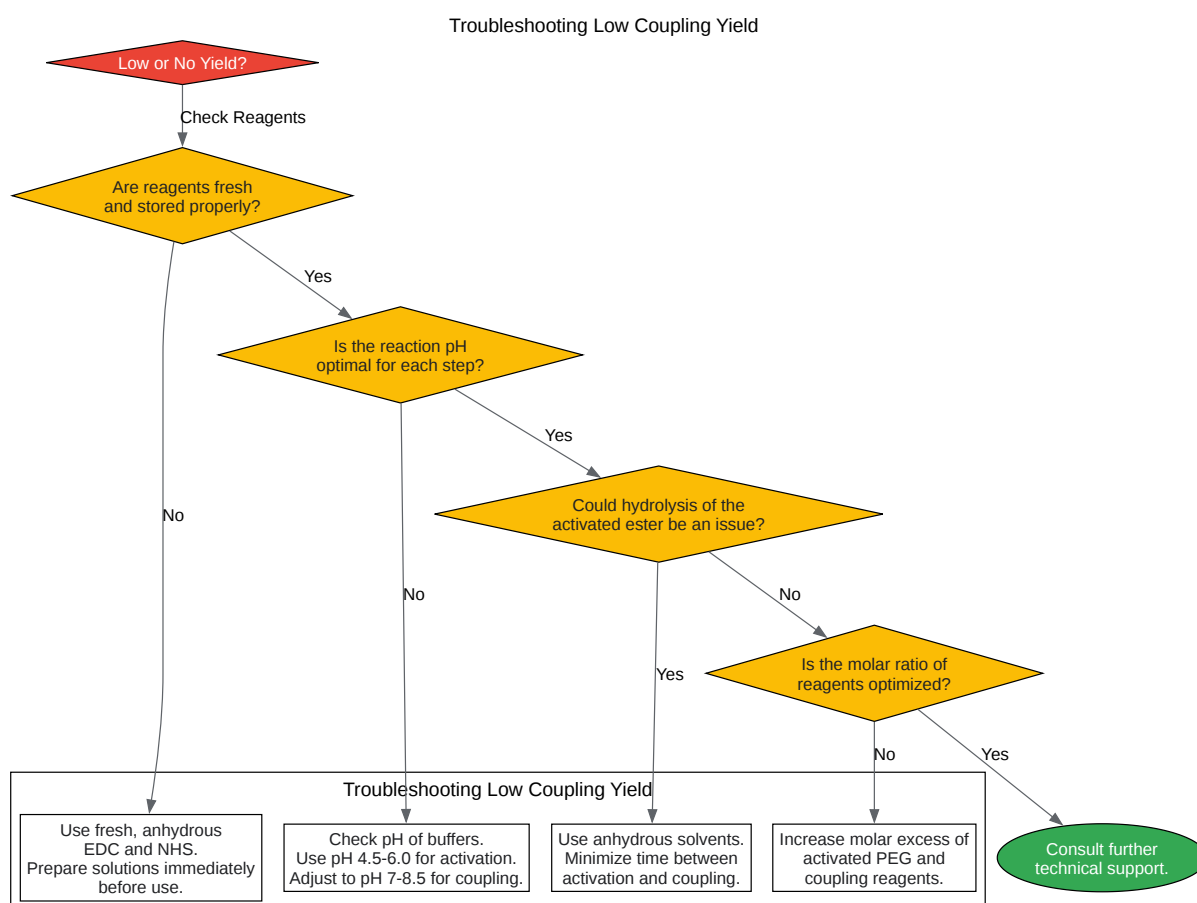 Troubleshooting Low Coupling Yield
Low or No Yield?
Check Reagents
Are reagents fresh
and stored properly?
Yes
Is the reaction pH
optimal for each step?
Yes
Could hydrolysis of the
activated ester be an issue?
No
No
No
Is the molar ratio of
reagents optimized?
Yes
No
Yes
Troubleshooting Low Coupling Yield
Use fresh, anhydrous
EDC and NHS.
Prepare solutions immediately
before use.
Check pH of buffers.
Use pH 4.5-6.0 for activation.
Adjust to pH 7-8.5 for coupling.
Use anhydrous solvents.
Minimize time between
activation and coupling.
Increase molar excess of
activated PEG and
coupling reagents.
Consult further
technical support.